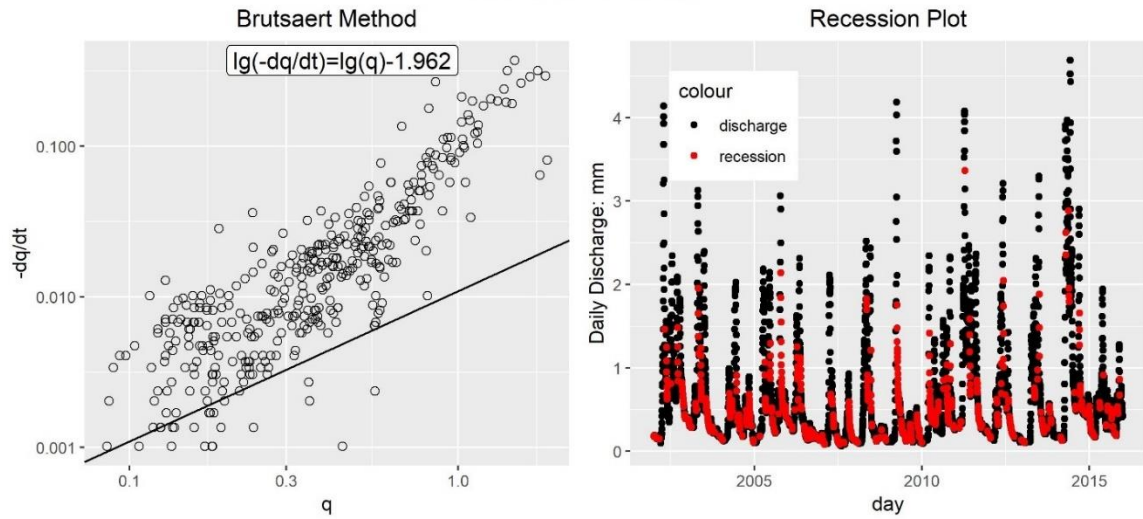 Brutsaert Method
lg(-dq/dt)=lg(q)-1.962
-dq/dt
0.100
0.010
0.001
0.1
0.3
1.0
q
Recession Plot
colour
discharge
recession
Daily Discharge: mm
4
3
2
1
0
2005
2010
2015
day